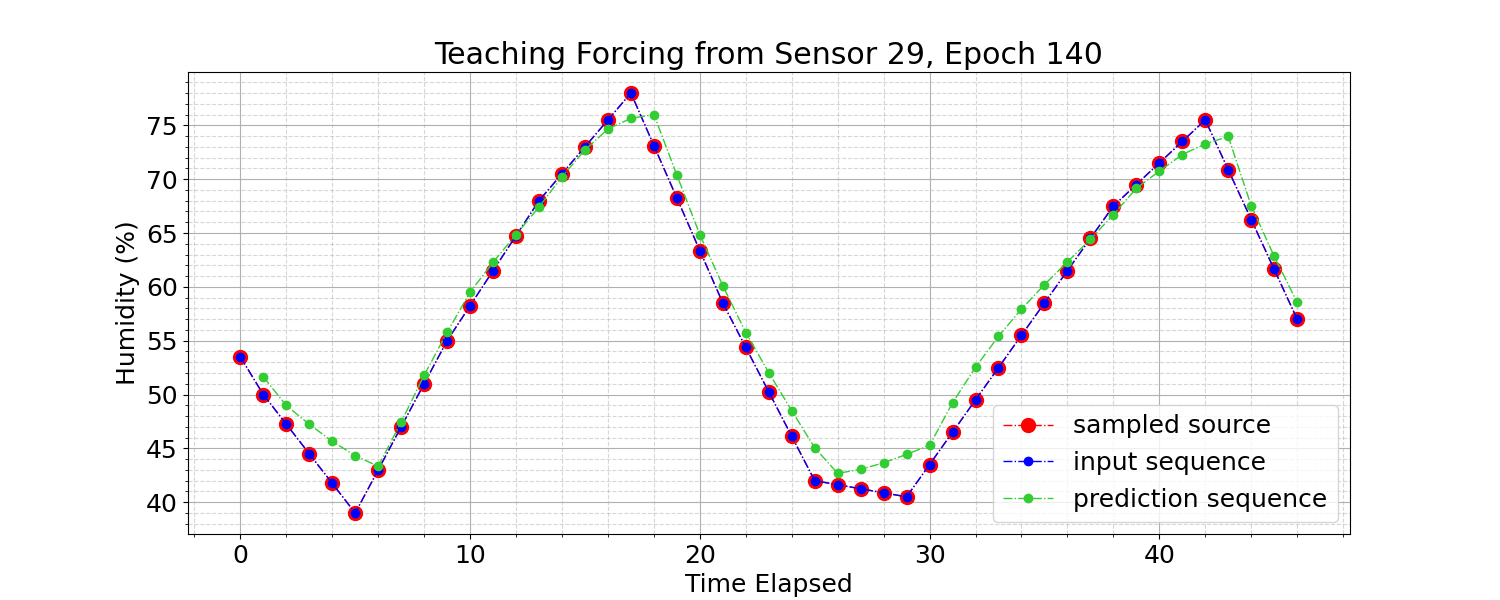 Teaching Forcing from Sensor 29, Epoch 140
Humidity (%)
75
70
65
60
55
50
45
40
sampled source
input sequence
prediction sequence
0 10 20 30 40
Time Elapsed